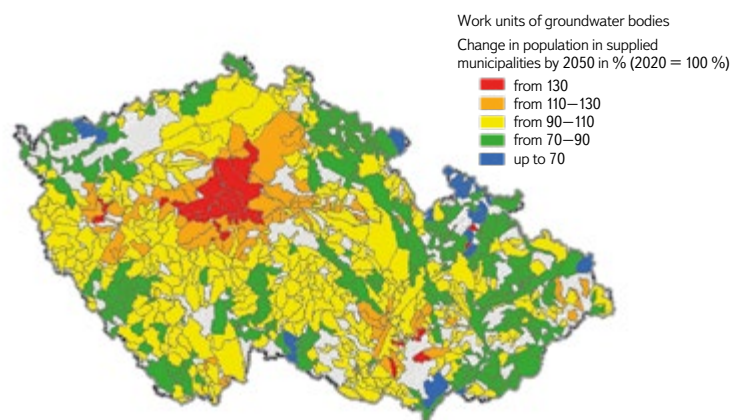 Work units of groundwater bodies
Change in population in supplied
municipalities by 2050 in % (2020 = 100 %)
from 130
from 110–130
from 90–110
from 70–90
up to 70